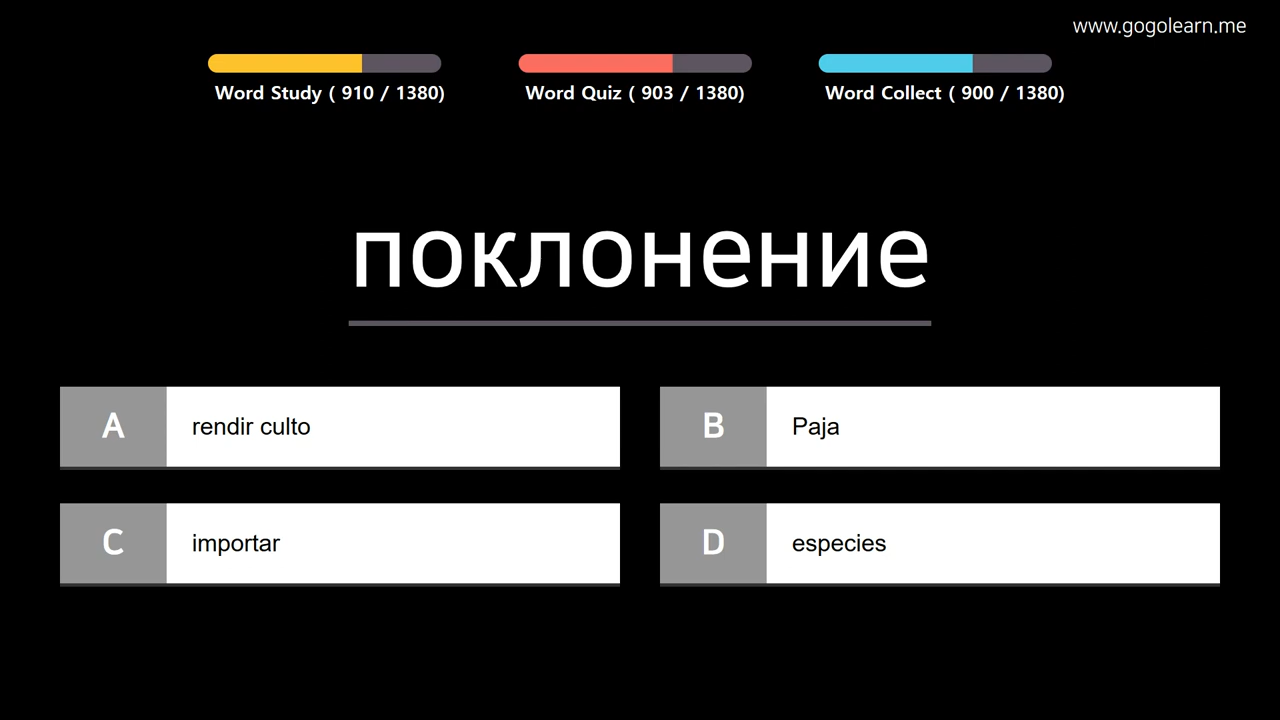 www.gogolearn.me
Word Study ( 910 / 1380)
Word Quiz ( 903 / 1380)
Word Collect ( 900 / 1380)
поклонение
A
rendir culto
B
Paja
C
importar
D
especies